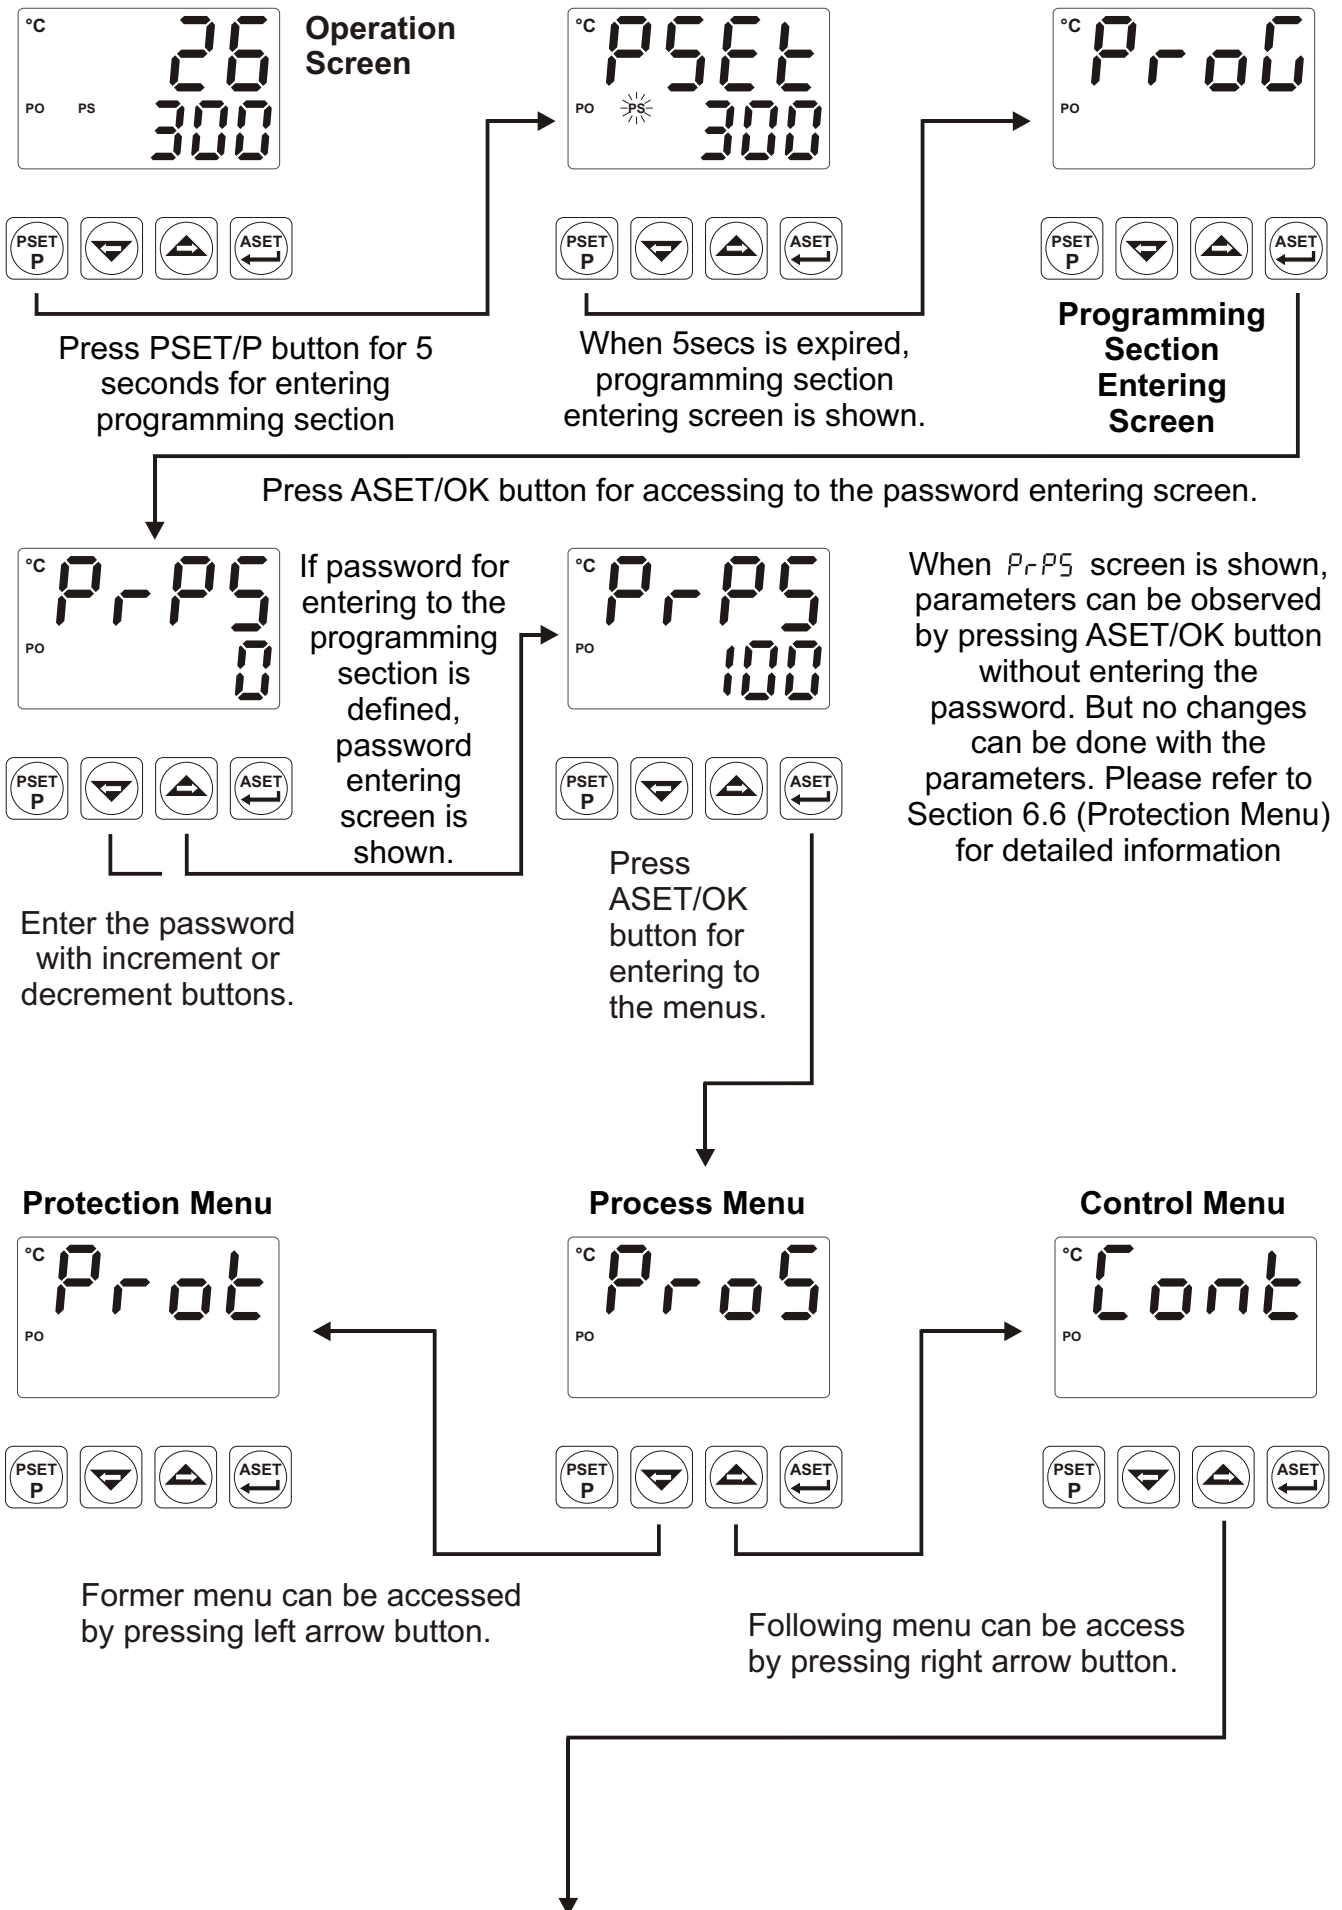 °C
26
PO PS
300
Operation
Screen
°C
PSEt
PO PS
300
°C
ProG
PO
PSET
P
ASET
PSET
P
ASET
PSET
P
ASET
Press PSET/P button for 5
seconds for entering
programming section
When 5secs is expired,
programming section
entering screen is shown.
Programming
Section
Entering
Screen
Press ASET/OK button for accessing to the password entering screen.
°C
PrPS
PO
0
If password for
entering to the
programming
section is
defined,
password
entering
screen is
shown.
°C
PrPS
PO
100
When PrPS screen is shown,
parameters can be observed
by pressing ASET/OK button
without entering the
password. But no changes
can be done with the
parameters. Please refer to
Section 6.6 (Protection Menu)
for detailed information
PSET
P
ASET
PSET
P
ASET
Enter the password
with increment or
decrement buttons.
Press
ASET/OK
button for
entering to
the menus.
Protection Menu
°C
Prot
PO
Process Menu
°C
ProS
PO
Control Menu
°C
Cont
PO
PSET
P
ASET
PSET
P
ASET
PSET
P
ASET
Former menu can be accessed
by pressing left arrow button.
Following menu can be access
by pressing right arrow button.